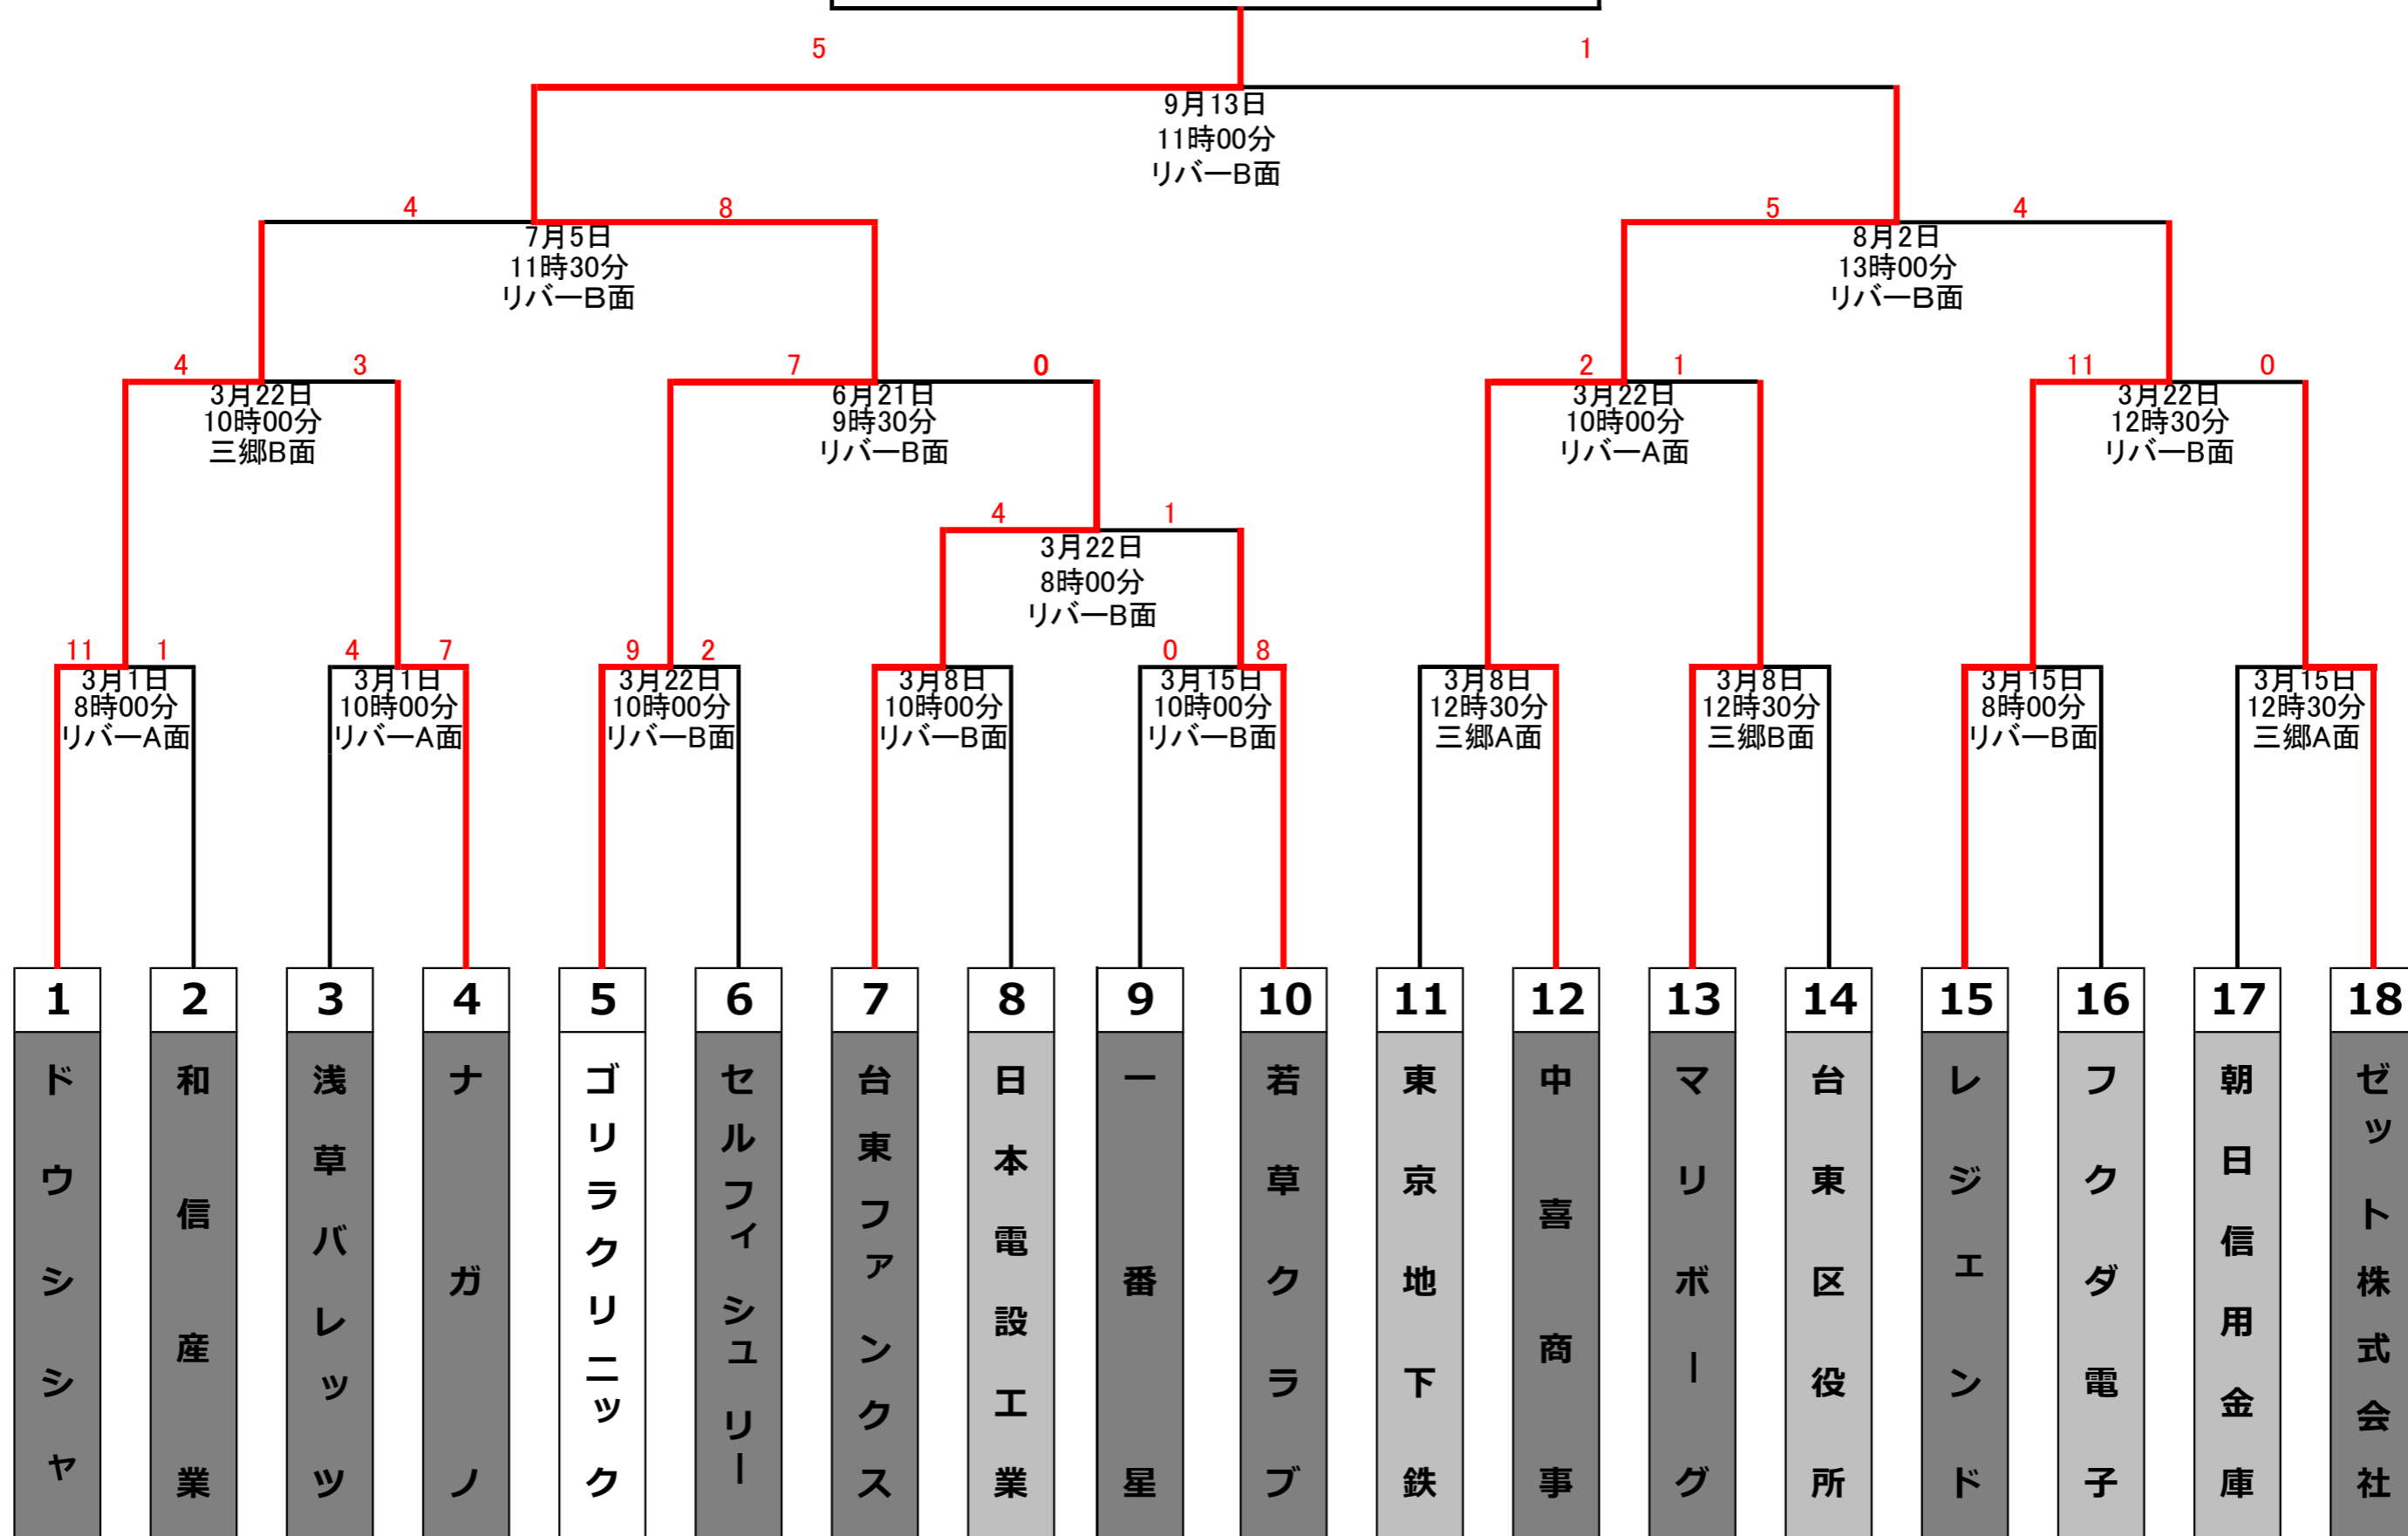 5 1
9月13日
11時00分
リバーB面
4 8 5 4
7月5日
11時30分
リバーB面
8月2日
13時00分
リバーB面
4 3 7 0 2 1 11 0
3月22日
10時00分
三郷B面
6月21日
9時30分
リバーB面
3月22日
10時00分
リバーA面
3月22日
12時30分
リバーB面
4 1
3月22日
8時00分
リバーB面
11 1 4 7 9 2 0 8
3月1日
8時00分
リバーA面
3月1日
10時00分
リバーA面
3月22日
10時00分
リバーB面
3月8日
10時00分
リバーB面
3月15日
10時00分
リバーB面
3月8日
12時30分
三郷A面
3月8日
12時30分
三郷B面
3月15日
8時00分
リバーB面
3月15日
12時30分
三郷A面
1
ドウシシャ
2
和信産業
3
浅草バレッツ
4
ナガノ
5
ゴリラクリニック
6
セルフィシュリー
7
台東ファンクス
8
日本電設工業
9
一番星
10
若草クラブ
11
東京地下鉄
12
中喜商事
13
マリボーグ
14
台東区役所
15
レジェンド
16
フクダ電子
17
朝日信用金庫
18
ゼット株式会社